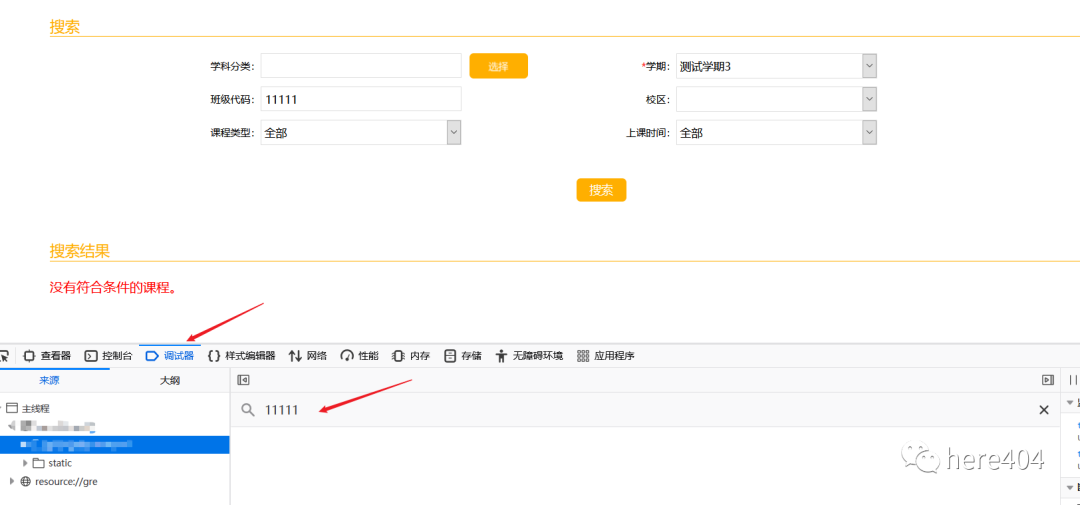 搜索
学科分类: 选择 *学期: 测试学期3
班级代码: 11111 校区:
课程类型: 全部 上课时间: 全部
搜索
搜索结果
没有符合条件的课程。
查看器 控制台 调试器 样式编辑器 网络 性能 内存 存储 无障碍环境 应用程序
来源 大纲
主线程
11111
static
resource://gre
here404